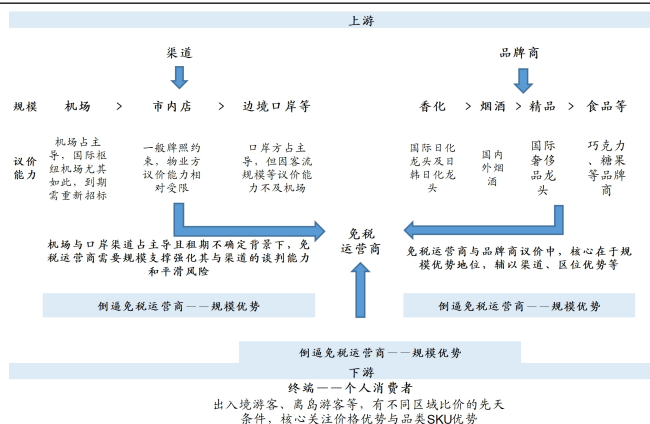 上游
渠道
品牌商
规模 机场 > 市内店 > 边境口岸等
香化 > 烟酒 > 精品 > 食品等
议价
能力
机场占主
导，国际枢
纽机场尤其
如此，到期
需重新招标
一般牌照约
束，物业方
议价能力相
对受限
口岸方占主
导，但因客流
规模等议价能
力不及机场
国际日化
龙头及日
韩日化龙
头
国内
外烟
酒
国际
奢侈
品龙
头
巧克力
、糖果
等品牌
商
免税
运营商
机场与口岸渠道占主导且租期不确定背景下，免
税运营商需要规模支撑强化其与渠道的谈判能力
和平滑风险
免税运营商与品牌商议价中，核心在于规
模优势地位，辅以渠道、区位优势等
倒逼免税运营商——规模优势
倒逼免税运营商——规模优势
倒逼免税运营商——规模优势
下游
终端——个人消费者
出入境游客、离岛游客等，有不同区域比价的先天
条件，核心关注价格优势与品类SKU优势